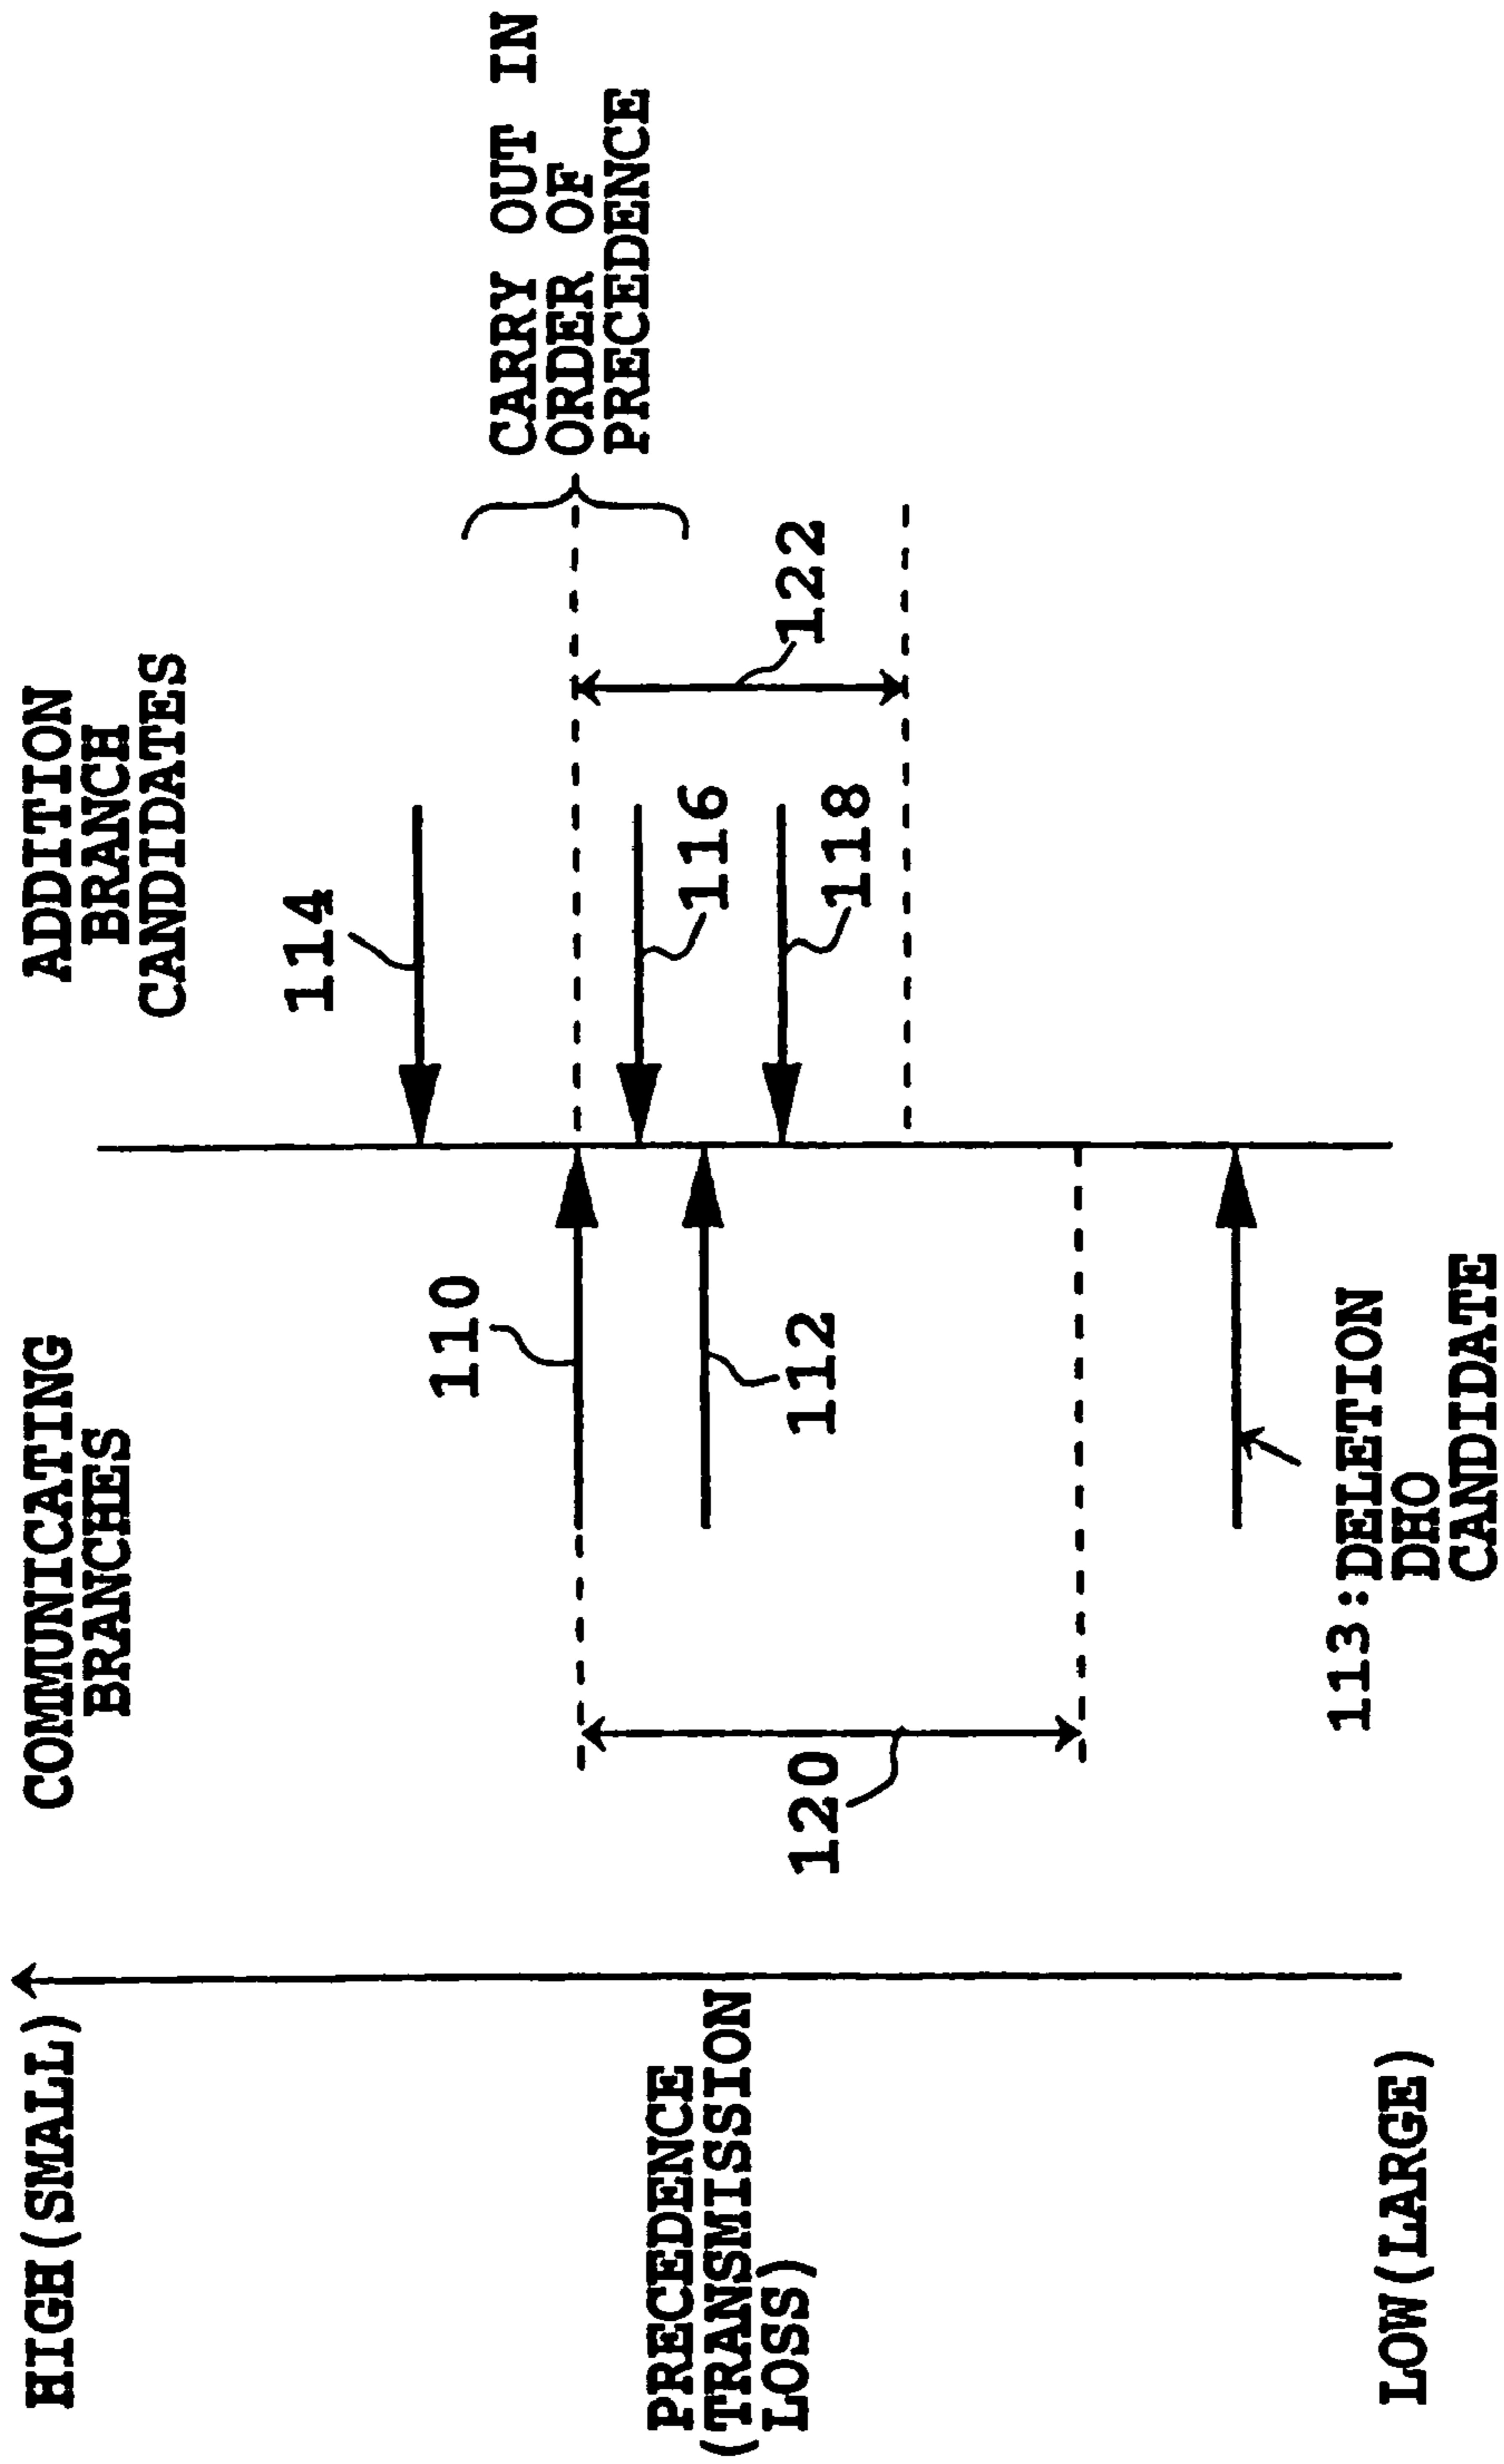 HIGH(SMALL)
PRECEDENCE
(TRANSMISSION
LOSS)
LOW(LARGE)
COMMUNICATING
BRANCHES
110
112
120
113:DELETION
DHO
CANDIDATE
ADDITION
BRANCH
CANDIDATES
114
116
118
122
CARRY OUT IN
ORDER OF
PRECEDENCE